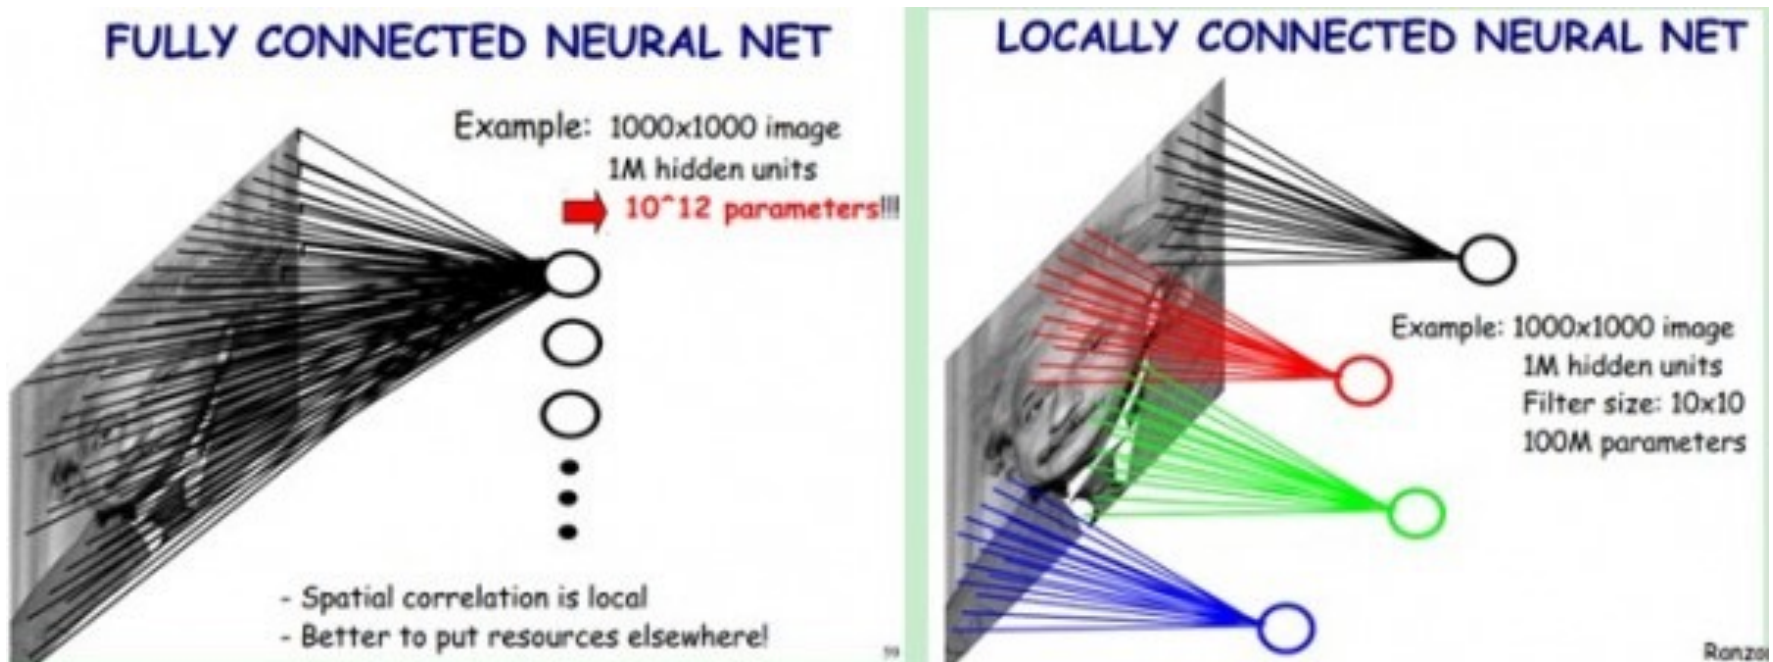 FULLY CONNECTED NEURAL NET
Example: 1000x1000 image
1M hidden units
10^12 parameters!!!
- Spatial correlation is local
- Better to put resources elsewhere!
LOCALLY CONNECTED NEURAL NET
Example: 1000x1000 image
1M hidden units
Filter size: 10x10
100M parameters